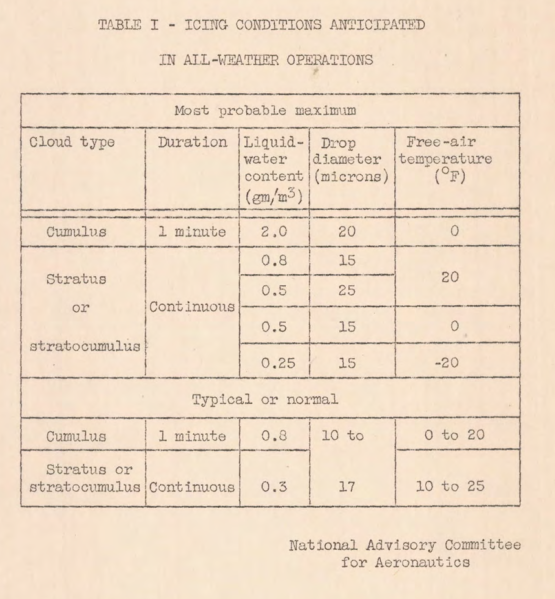 TABLE I - ICING CONDITIONS ANTICIPATED
IN ALL-WEATHER OPERATIONS
Most probable maximum
Cloud type Duration Liquid- Drop Free-air
water diameter temperature
content (microns) (°F)
(gm/m³)
Cumulus 1 minute 2.0 20 0
0.8 15
Stratus 20
0.5 25
or Continuous
0.5 15 0
stratocumulus
0.25 15 -20
Typical or normal
Cumulus 1 minute 0.8 10 to 0 to 20
Stratus or
stratocumulus Continuous 0.3 17 10 to 25
National Advisory Committee
for Aeronautics